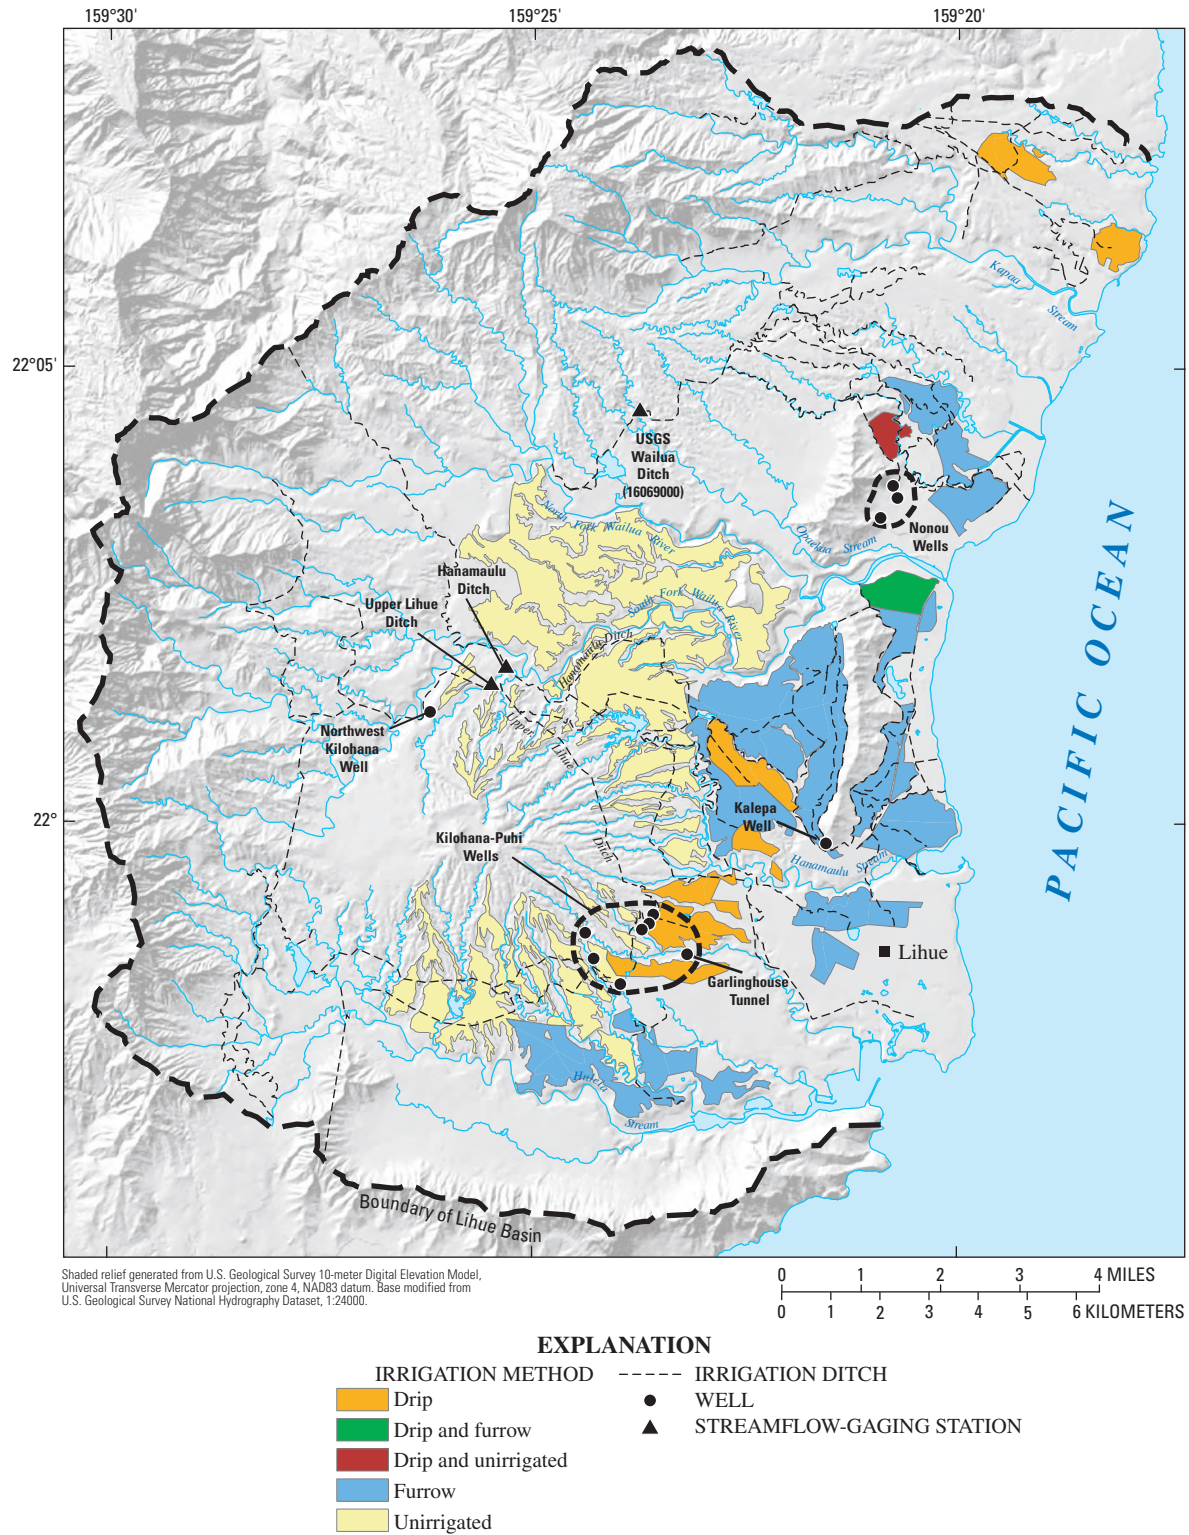 159°30'
159°25'
159°20'
22°05'
22°
Kapaa
Stream
USGS
Wailua
Ditch
(16069000)
North Fork Wailua River
Opaekaa Stream
Nonou
Wells
Hanamaulu
Ditch
Upper Lihue
Ditch
South Fork Wailua River
Hanamaulu Ditch
Upper Lihue Ditch
Northwest
Kilohana
Well
Kalepa
Well
Kilohana-Puhi
Wells
Hanamaulu Stream
Lihue
Garlinghouse
Tunnel
Huleia
Stream
PACIFIC OCEAN
Boundary of Lihue Basin
Shaded relief generated from U.S. Geological Survey 10-meter Digital Elevation Model,
Universal Transverse Mercator projection, zone 4, NAD83 datum. Base modified from
U.S. Geological Survey National Hydrography Dataset, 1:24000.
0 1 2 3 4 MILES
0 1 2 3 4 5 6 KILOMETERS
EXPLANATION
IRRIGATION METHOD
Drip
Drip and furrow
Drip and unirrigated
Furrow
Unirrigated
IRRIGATION DITCH
WELL
STREAMFLOW-GAGING STATION